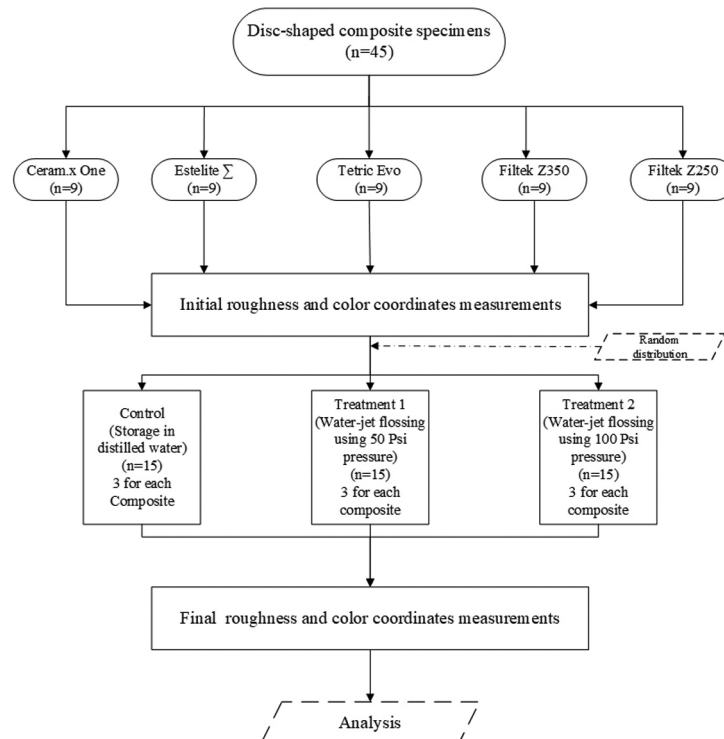 Disc-shaped composite specimens
(n=45)
Ceram.x One
(n=9)
Estelite ∑
(n=9)
Tetric Evo
(n=9)
Filtek Z350
(n=9)
Filtek Z250
(n=9)
Initial roughness and color coordinates measurements
Random
distribution
Control
(Storage in
distilled water)
(n=15)
3 for each
Composite
Treatment 1
(Water-jet flossing
using 50 Psi
pressure)
(n=15)
3 for each
composite
Treatment 2
(Water-jet flossing
using 100 Psi
pressure)
(n=15)
3 for each
composite
Final roughness and color coordinates measurements
Analysis